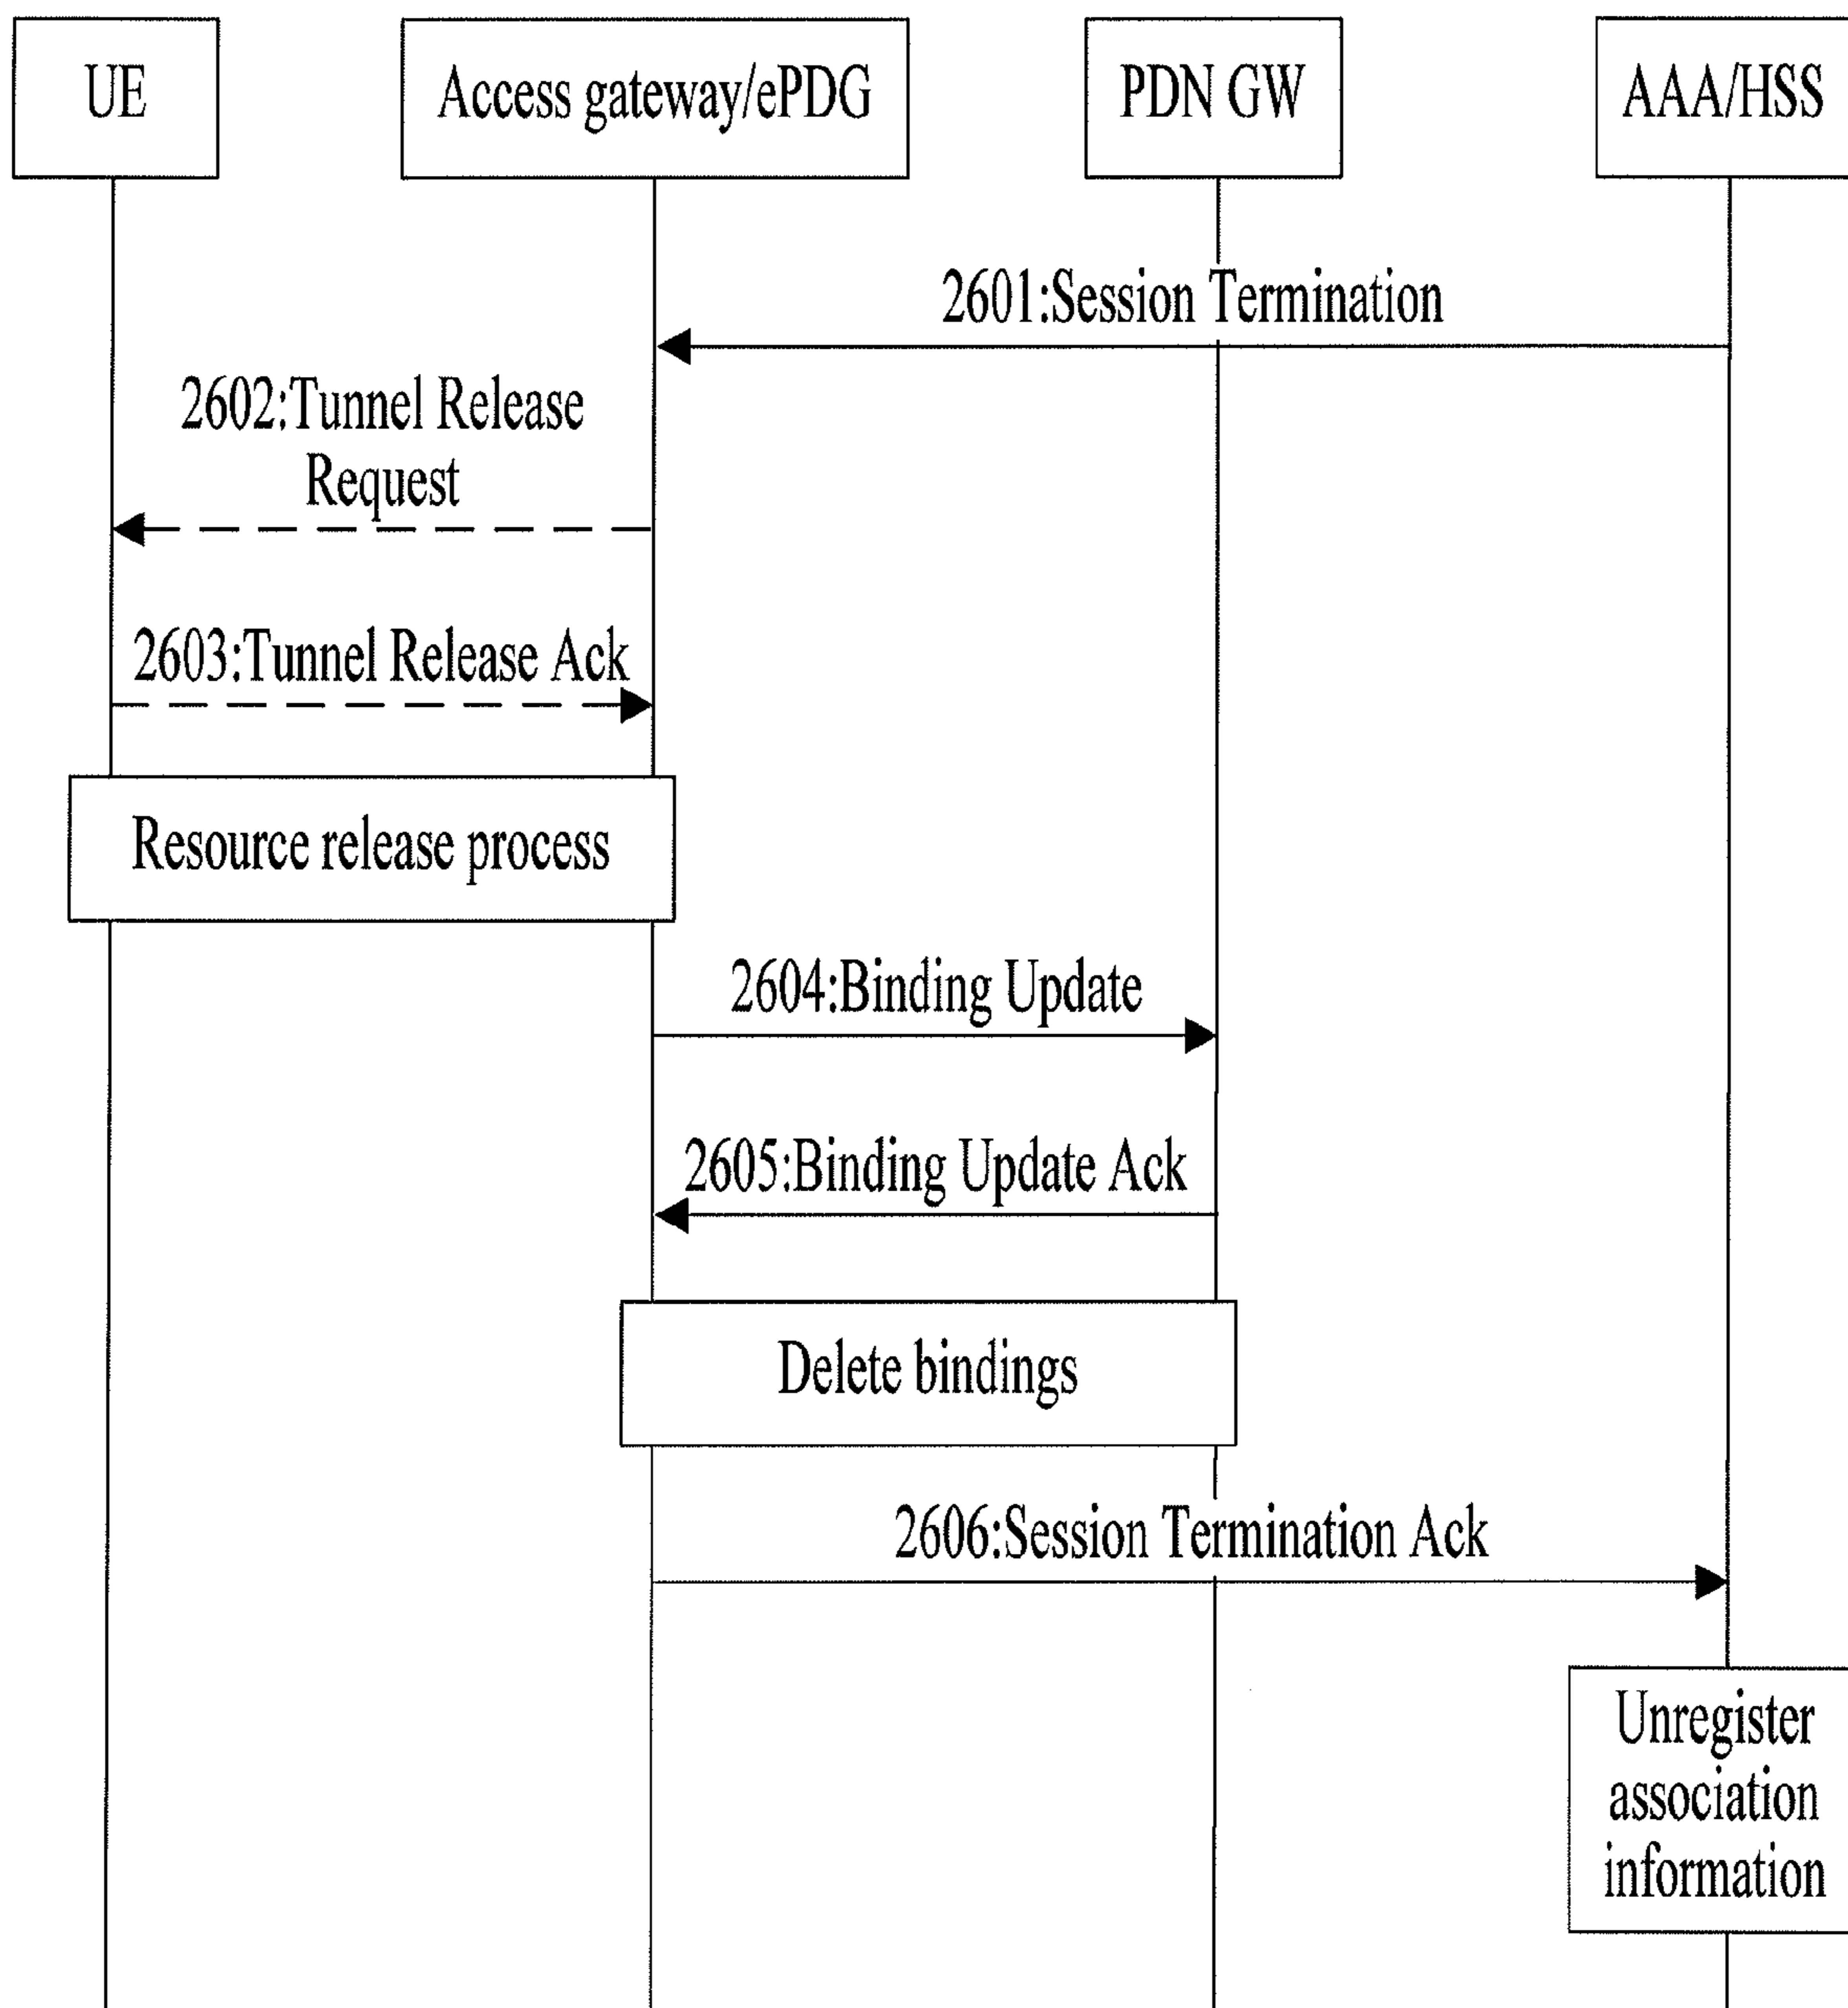 UE
Access gateway/ePDG
PDN GW
AAA/HSS
2601:Session Termination
2602:Tunnel Release
Request
2603:Tunnel Release Ack
Resource release process
2604:Binding Update
2605:Binding Update Ack
Delete bindings
2606:Session Termination Ack
Unregister
association
information